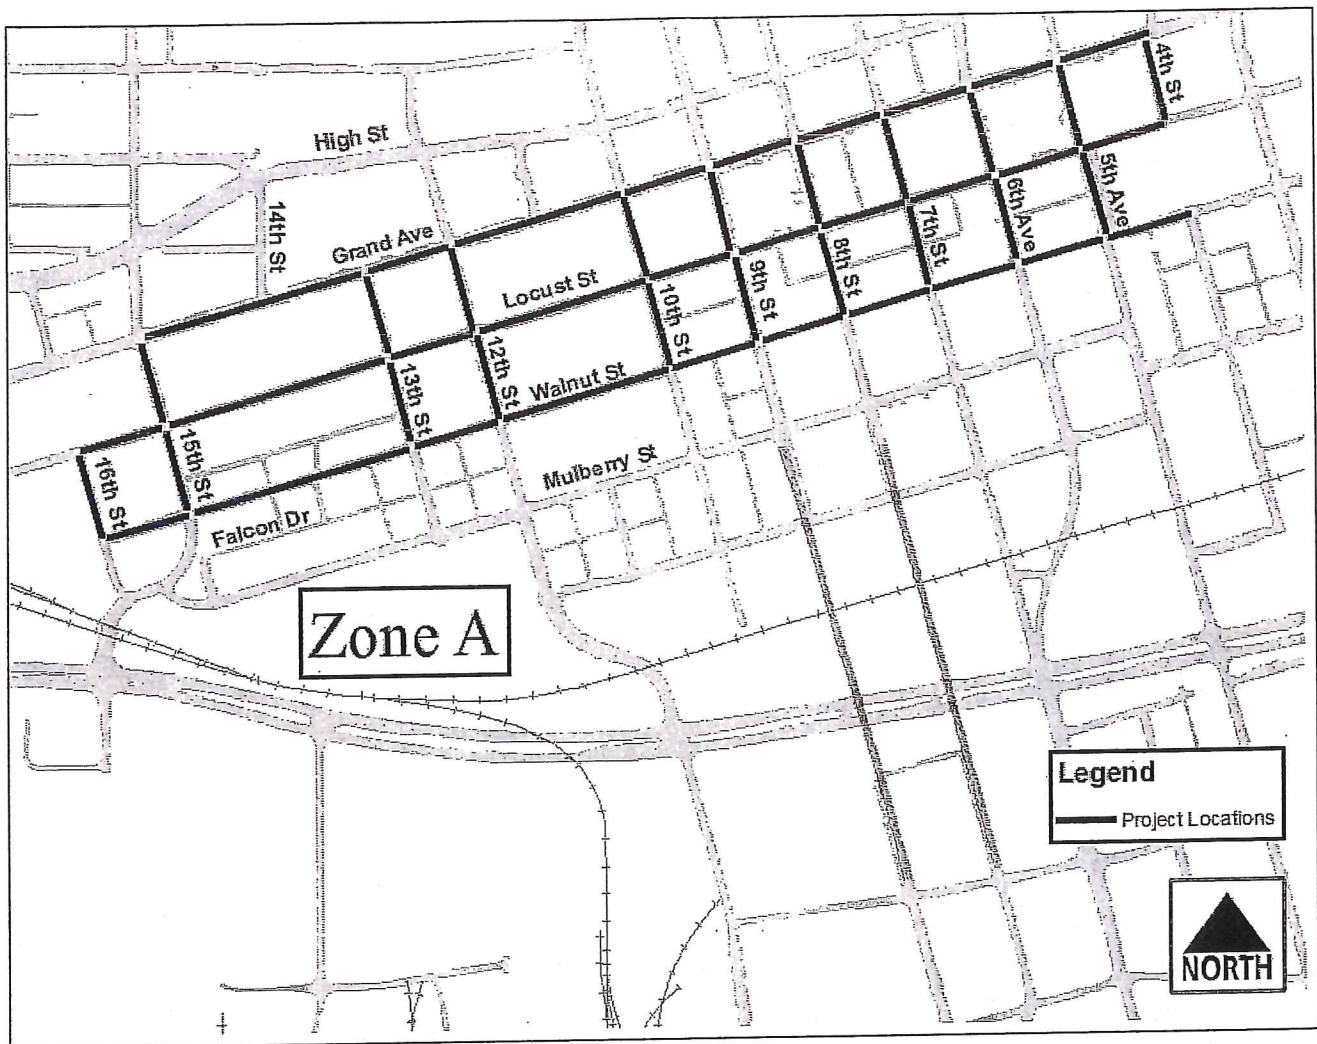 4th St
High St
5th Ave
6th Ave
14th St
Grand Ave
7th St
8th St
9th St
Locust St
10th St
12th St
Walnut St
13th St
15th St
16th St
Mulberry St
Falcon Dr
Zone A
Legend
Project Locations
NORTH